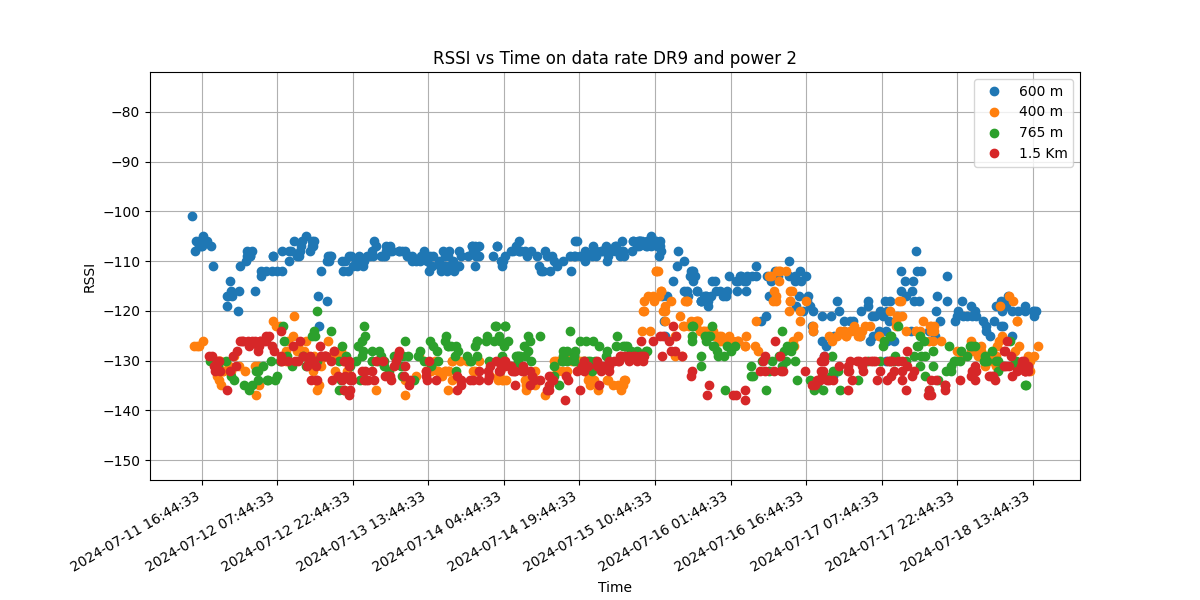 RSSI vs Time on data rate DR9 and power 2
600 m
400 m
765 m
1.5 Km
−80
−90
−100
−110
−120
−130
−140
−150
RSSI
2024-07-11 16:44:33
2024-07-12 07:44:33
2024-07-12 22:44:33
2024-07-13 13:44:33
2024-07-14 04:44:33
2024-07-14 19:44:33
2024-07-15 10:44:33
2024-07-16 01:44:33
2024-07-16 16:44:33
2024-07-17 07:44:33
2024-07-17 22:44:33
2024-07-18 13:44:33
Time